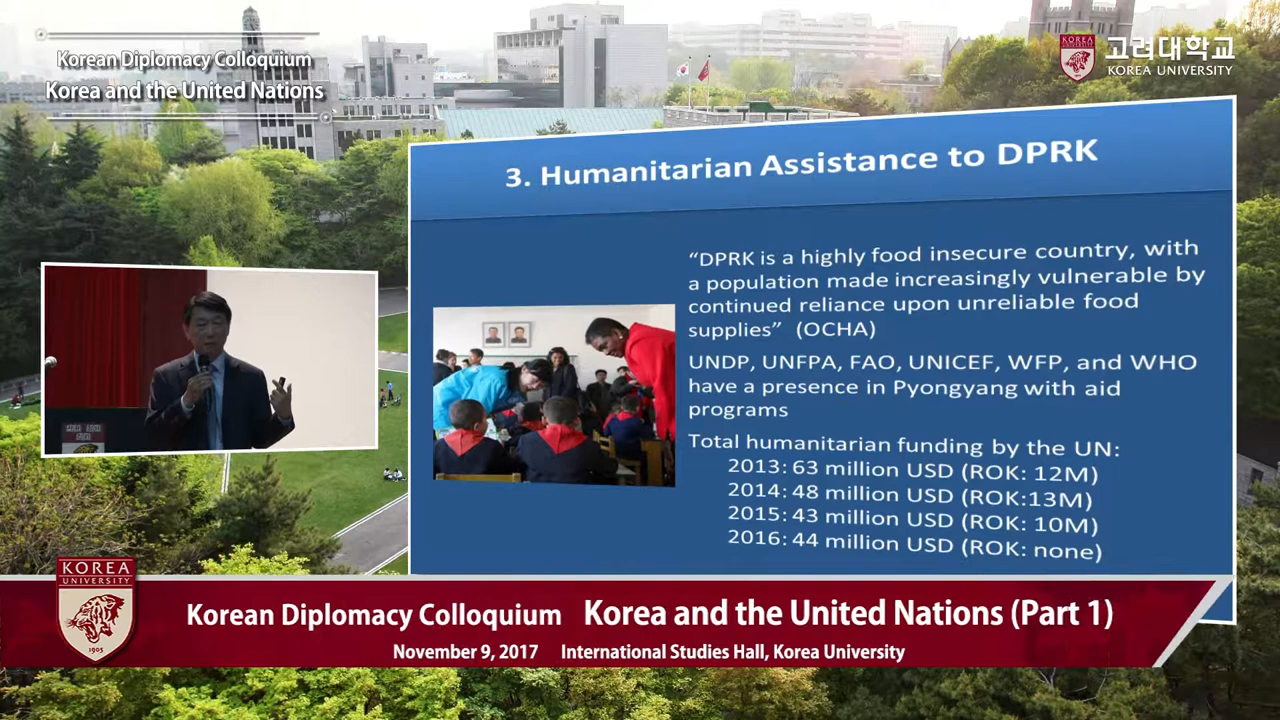 Korean Diplomacy Colloquium
Korea and the United Nations
KOREA
UNIVERSITY
고려대학교
KOREA UNIVERSITY
3. Humanitarian Assistance to DPRK
“DPRK is a highly food insecure country, with
a population made increasingly vulnerable by
continued reliance upon unreliable food
supplies” (OCHA)
UNDP, UNFPA, FAO, UNICEF, WFP, and WHO
have a presence in Pyongyang with aid
programs
Total humanitarian funding by the UN:
2013: 63 million USD (ROK: 12M)
2014: 48 million USD (ROK:13M)
2015: 43 million USD (ROK: 10M)
2016: 44 million USD (ROK: none)
KOREA
UNIVERSITY
1905
Korean Diplomacy Colloquium Korea and the United Nations (Part 1)
November 9, 2017 International Studies Hall, Korea University